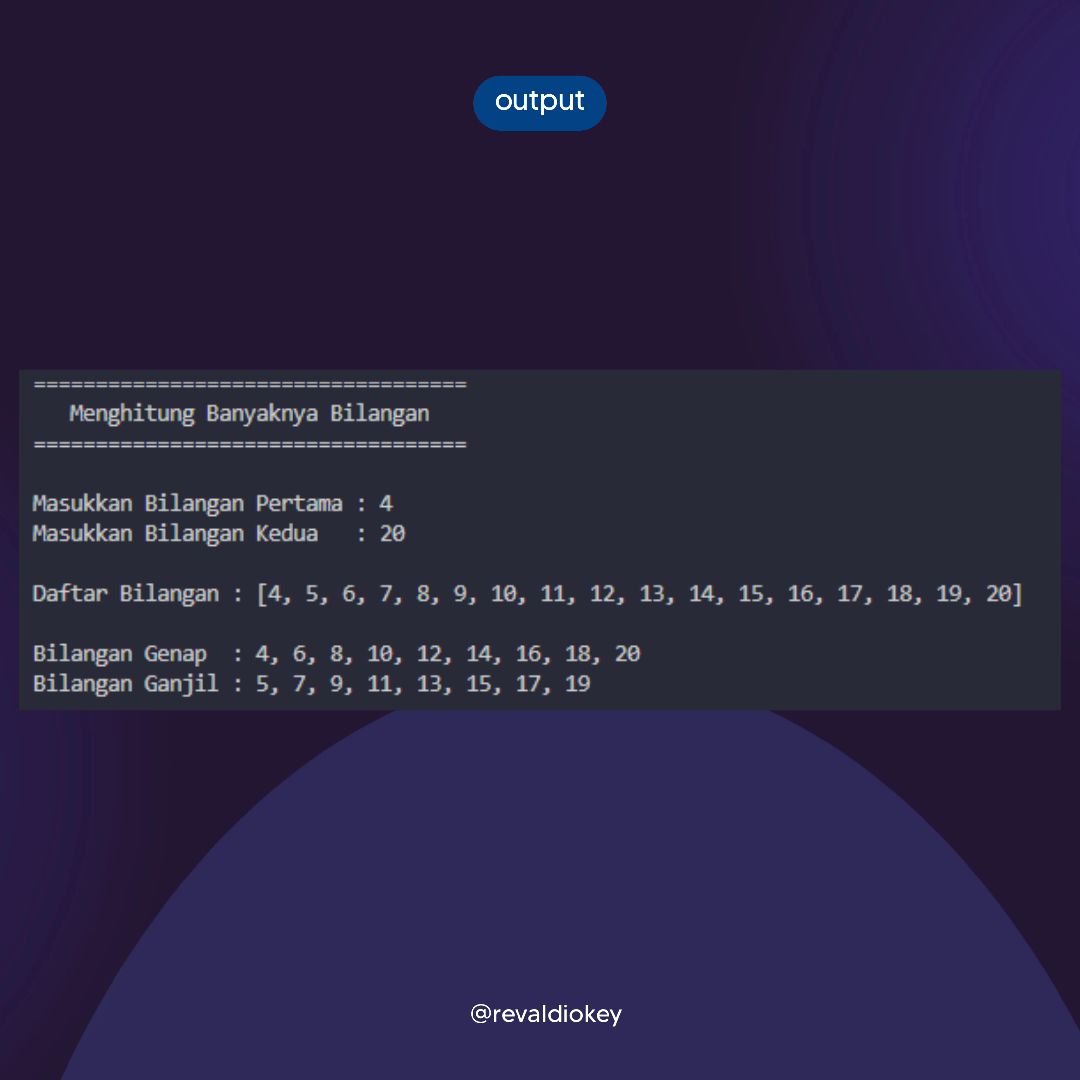 output
===================================
Menghitung Banyaknya Bilangan
===================================
Masukkan Bilangan Pertama : 4
Masukkan Bilangan Kedua   : 20
Daftar Bilangan : [4, 5, 6, 7, 8, 9, 10, 11, 12, 13, 14, 15, 16, 17, 18, 19, 20]
Bilangan Genap  : 4, 6, 8, 10, 12, 14, 16, 18, 20
Bilangan Ganjil : 5, 7, 9, 11, 13, 15, 17, 19
@revaldiokey